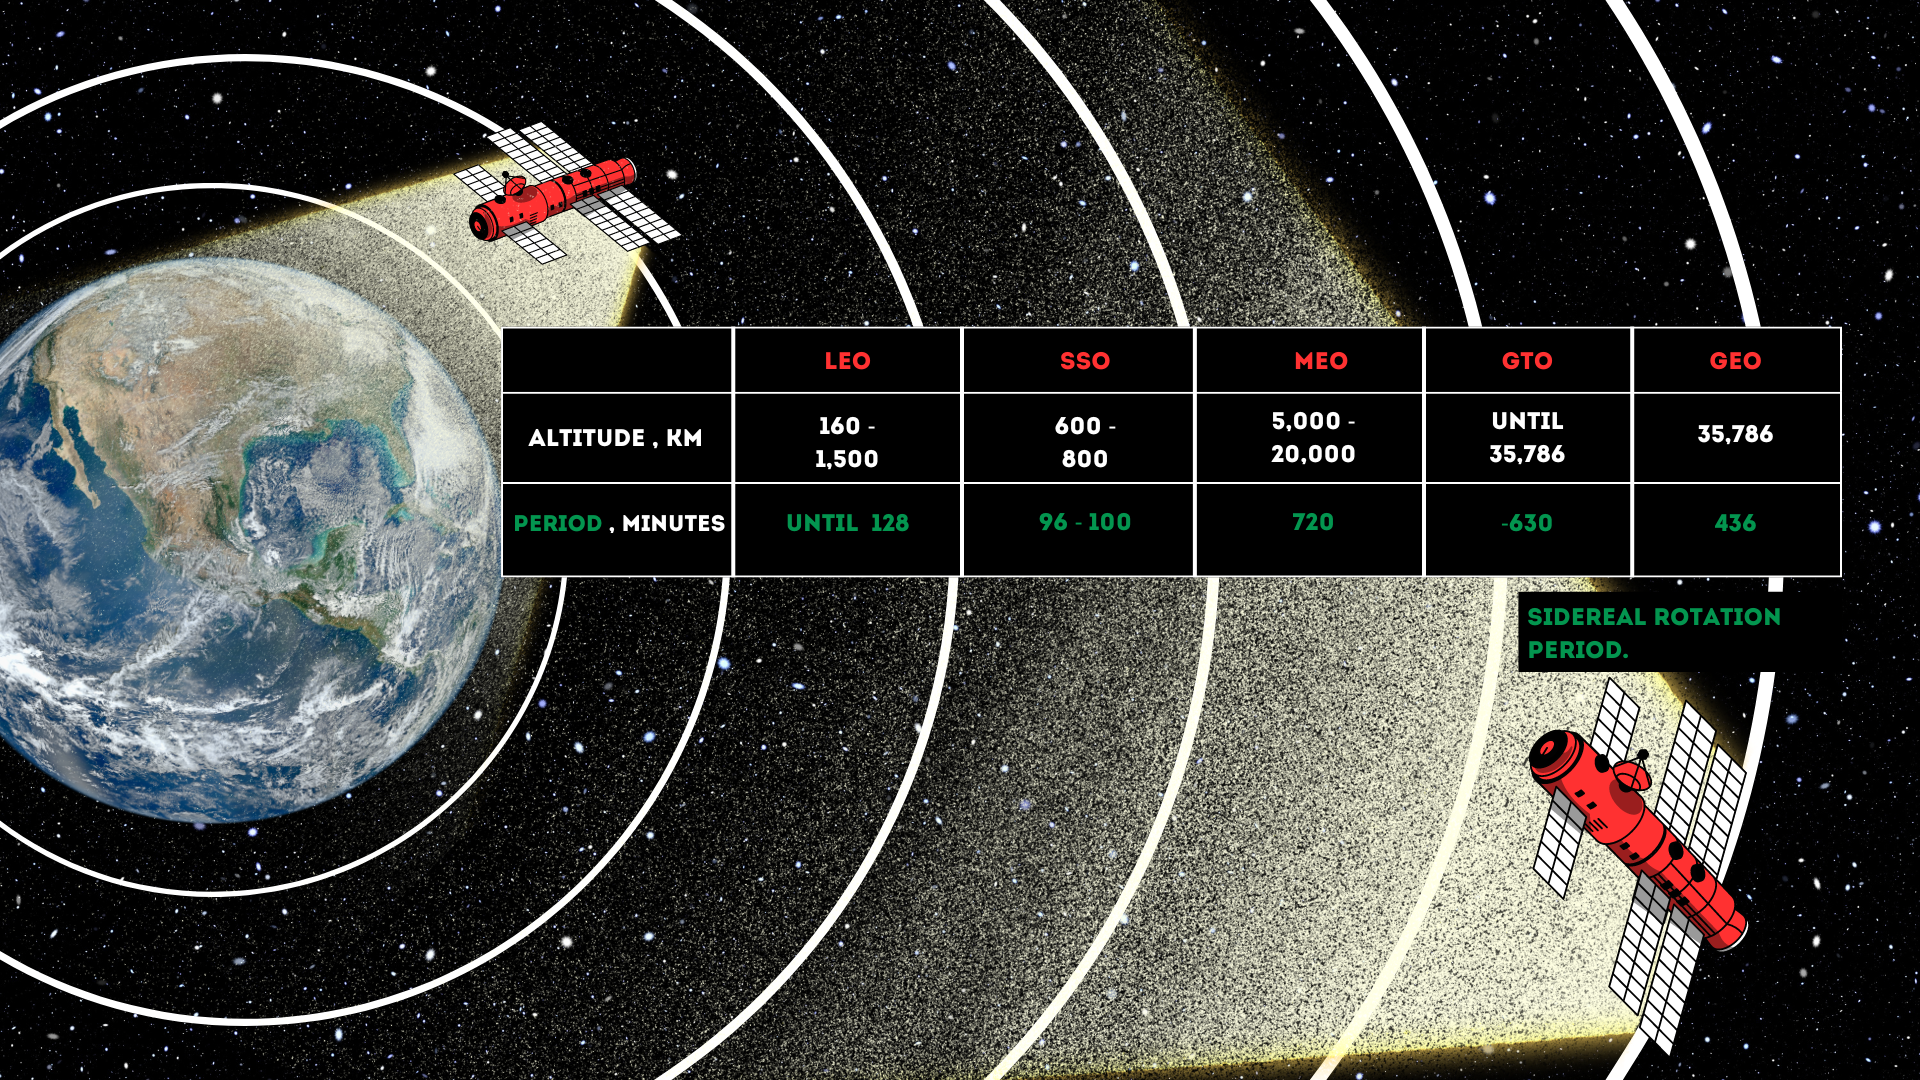 LEO SSO MEO GTO GEO
ALTITUDE , KM
160 -
1,500
600 -
800
5,000 -
20,000
UNTIL
35,786
35,786
PERIOD , MINUTES
UNTIL 128
96 - 100
720
-630
436
SIDEREAL ROTATION
PERIOD.